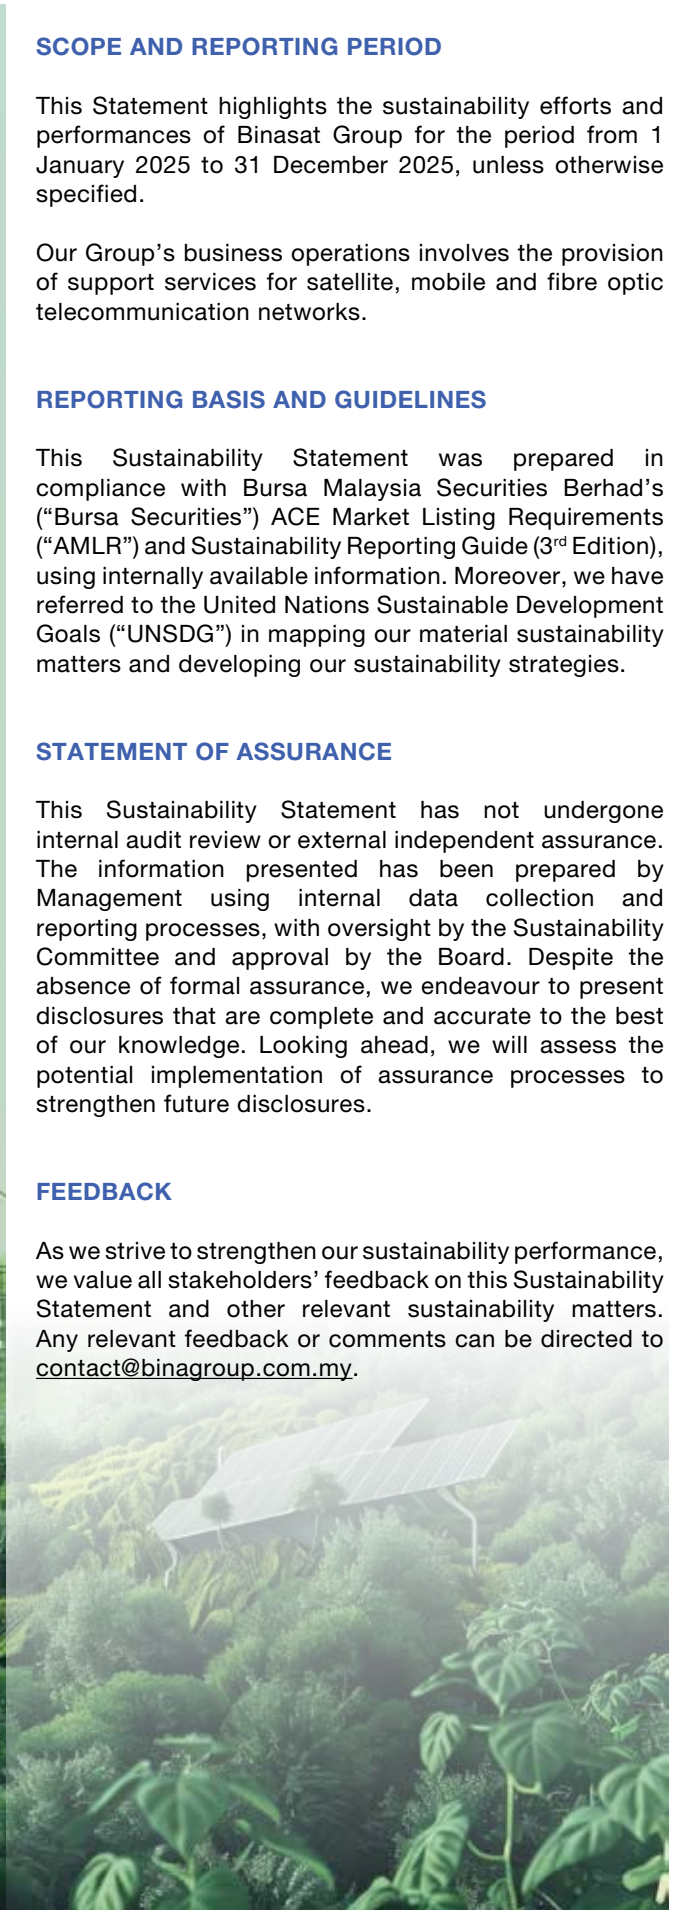 SCOPE AND REPORTING PERIOD
This Statement highlights the sustainability efforts and
performances of Binasat Group for the period from 1
January 2025 to 31 December 2025, unless otherwise
specified.
Our Group’s business operations involves the provision
of support services for satellite, mobile and fibre optic
telecommunication networks.
REPORTING BASIS AND GUIDELINES
This Sustainability Statement was prepared in
compliance with Bursa Malaysia Securities Berhad’s
(“Bursa Securities”) ACE Market Listing Requirements
(“AMLR”) and Sustainability Reporting Guide (3rd Edition),
using internally available information. Moreover, we have
referred to the United Nations Sustainable Development
Goals (“UNSDG”) in mapping our material sustainability
matters and developing our sustainability strategies.
STATEMENT OF ASSURANCE
This Sustainability Statement has not undergone
internal audit review or external independent assurance.
The information presented has been prepared by
Management using internal data collection and
reporting processes, with oversight by the Sustainability
Committee and approval by the Board. Despite the
absence of formal assurance, we endeavour to present
disclosures that are complete and accurate to the best
of our knowledge. Looking ahead, we will assess the
potential implementation of assurance processes to
strengthen future disclosures.
FEEDBACK
As we strive to strengthen our sustainability performance,
we value all stakeholders’ feedback on this Sustainability
Statement and other relevant sustainability matters.
Any relevant feedback or comments can be directed to
contact@binagroup.com.my.